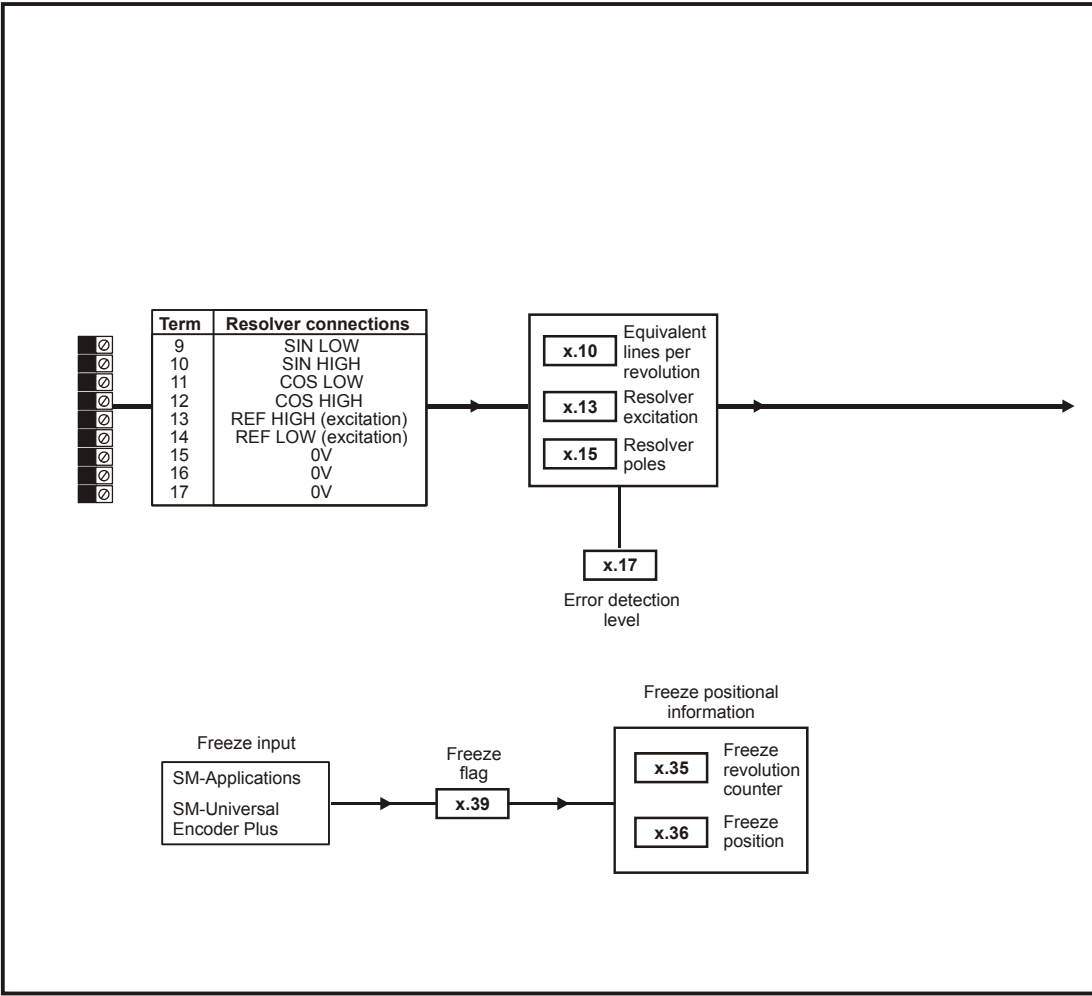 Term Resolver connections
9 SIN LOW
10 SIN HIGH
11 COS LOW
12 COS HIGH
13 REF HIGH (excitation)
14 REF LOW (excitation)
15 0V
16 0V
17 0V
x.10
Equivalent
lines per
revolution
x.13
Resolver
excitation
x.15
Resolver
poles
x.17
Error detection
level
Freeze input
SM-Applications
SM-Universal
Encoder Plus
Freeze
flag
x.39
Freeze positional
information
x.35
Freeze
revolution
counter
x.36
Freeze
position